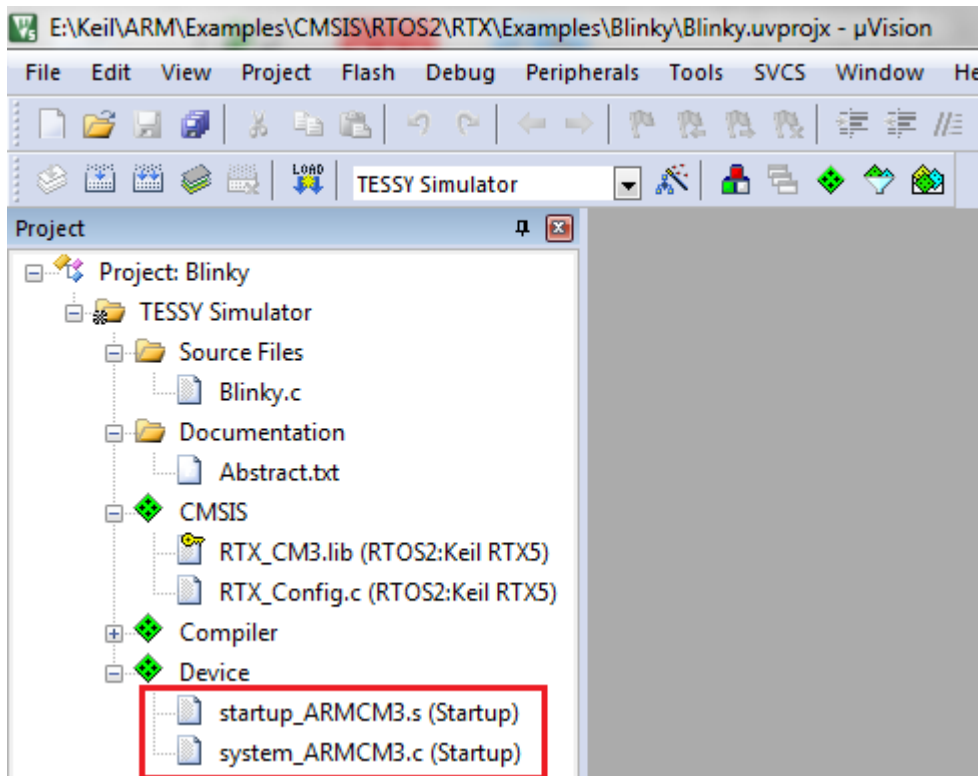 E:\Keil\ARM\Examples\CMSIS\RTOS2\RTX\Examples\Blinky\Blinky.uvprojx - µVision
File Edit View Project Flash Debug Peripherals Tools SVCS Window He
LOAD TESSY Simulator
Project
Project: Blinky
TESSY Simulator
Source Files
Blinky.c
Documentation
Abstract.txt
CMSIS
RTX_CM3.lib (RTOS2:Keil RTX5)
RTX_Config.c (RTOS2:Keil RTX5)
Compiler
Device
startup_ARMCM3.s (Startup)
system_ARMCM3.c (Startup)